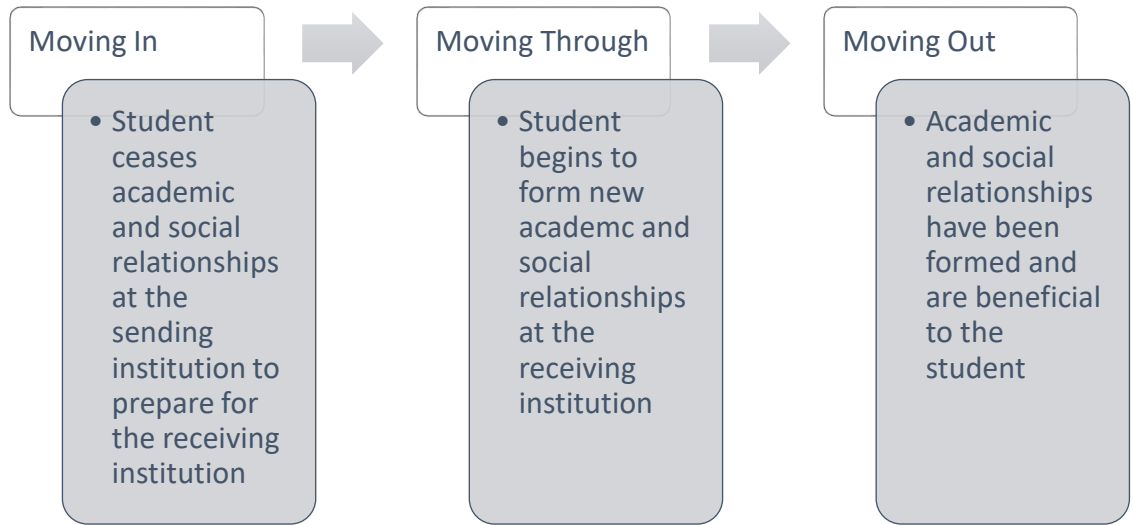 Moving In
• Student
ceases
academic
and social
relationships
at the
sending
institution to
prepare for
the receiving
institution
Moving Through
• Student
begins to
form new
academc and
social
relationships
at the
receiving
institution
Moving Out
• Academic
and social
relationships
have been
formed and
are beneficial
to the
student